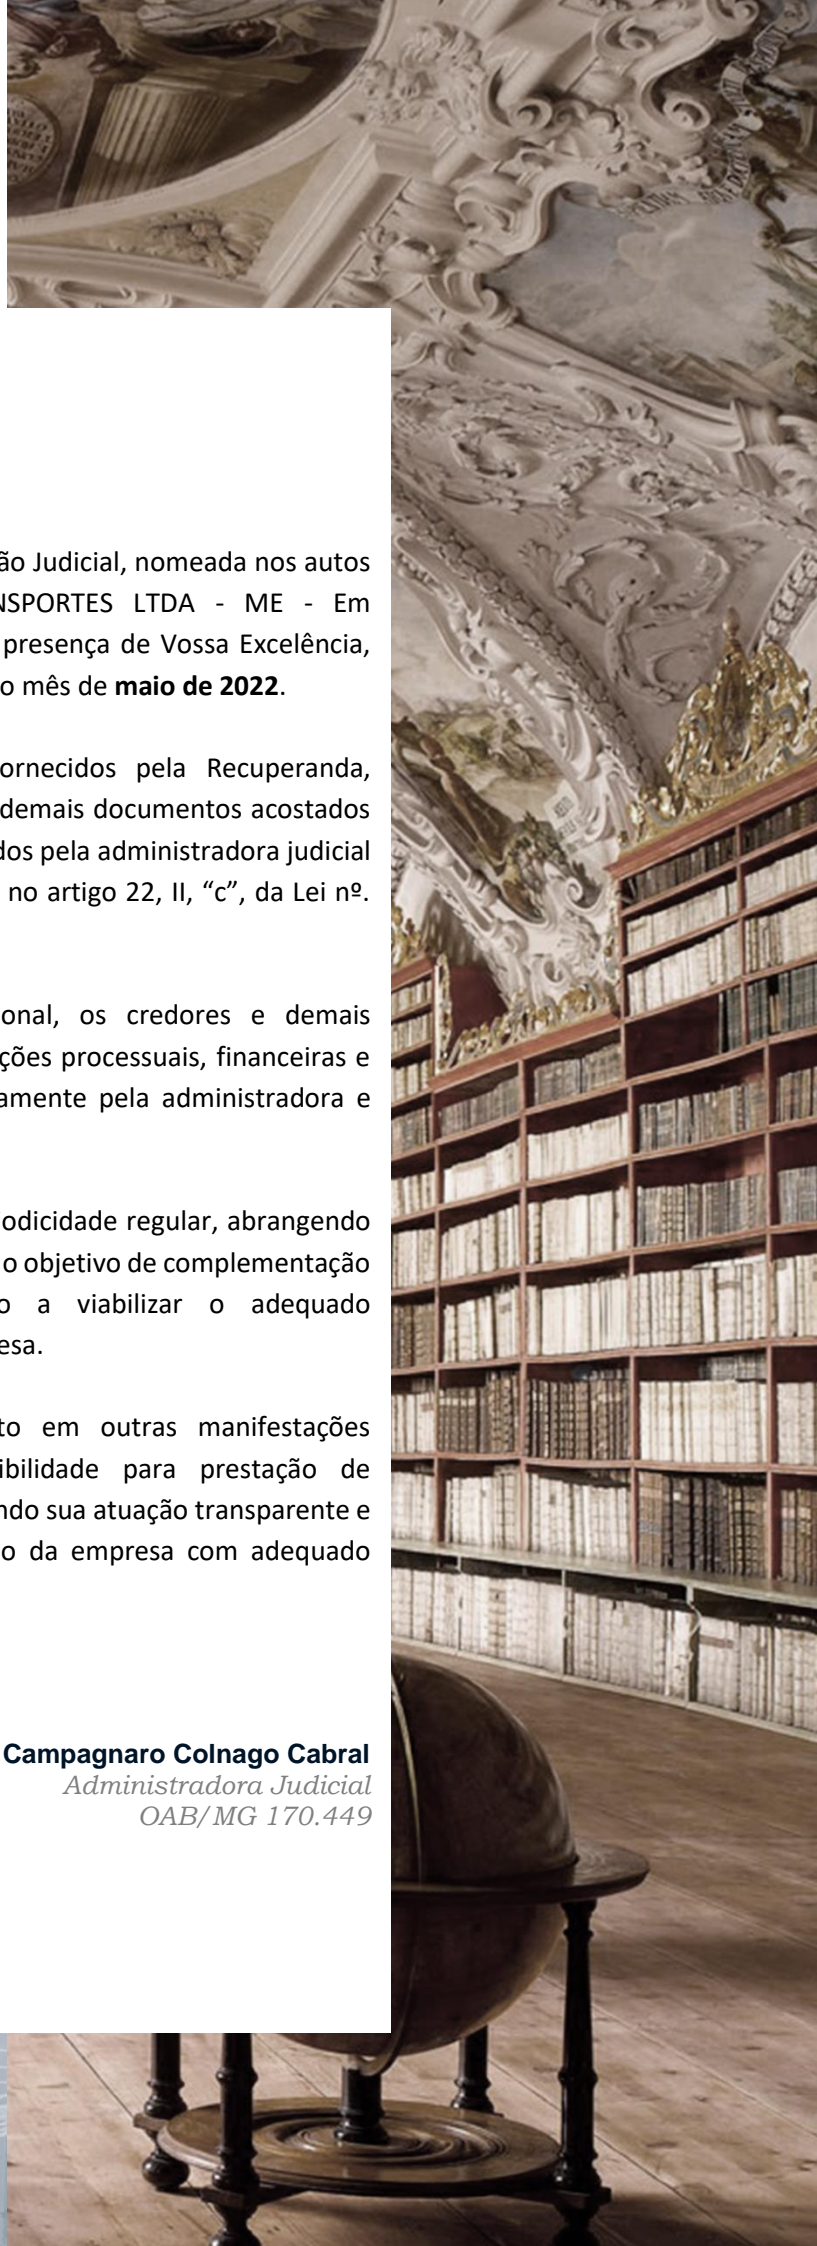 ão Judicial, nomeada nos autos
NSPORTES LTDA - ME - Em
presença de Vossa Excelência,
o mês de maio de 2022.
ornecidos pela Recuperanda,
demais documentos acostados
dos pela administradora judicial
no artigo 22, II, “c”, da Lei nº.
onal, os credores e demais
ções processuais, financeiras e
amente pela administradora e
iodicidade regular, abrangendo
o objetivo de complementação
o a viabilizar o adequado
esa.
to em outras manifestações
ibilidade para prestação de
ndo sua atuação transparente e
o da empresa com adequado
Campagnaro Colnago Cabral
Administradora Judicial
OAB/MG 170.449